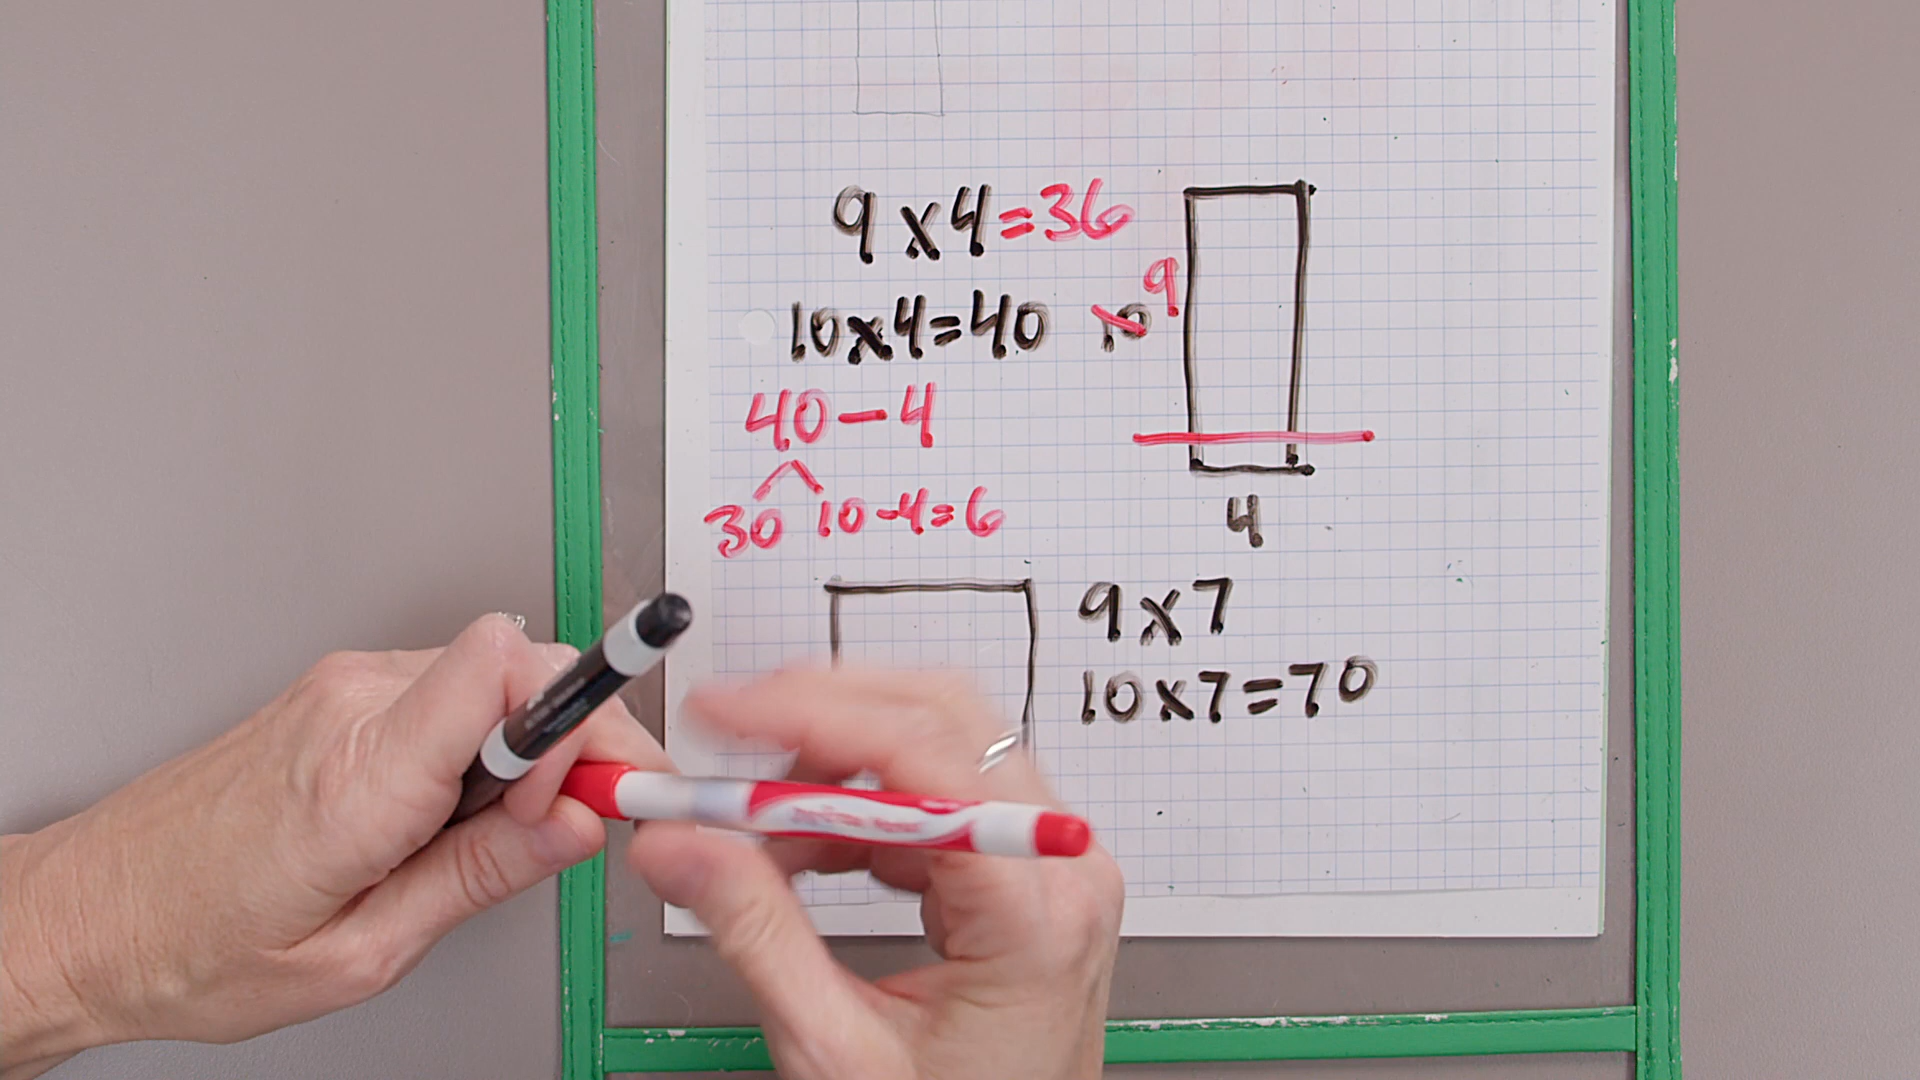 9 x 4 = 36
10 x 4 = 40
10 9
40 - 4
30 10 - 4 = 6
4
9 x 7
10 x 7 = 70